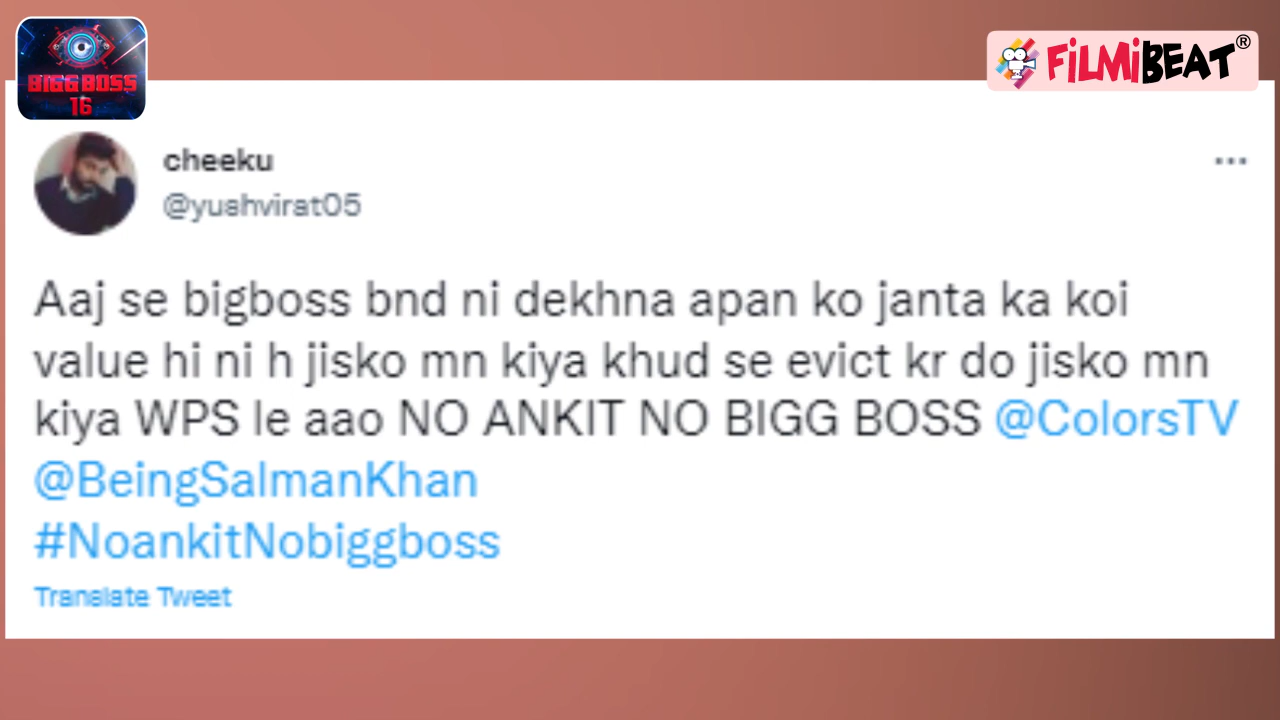 BIGG BOSS
16
FiLMiBEAT®
cheeku
@yushvirat05
Aaj se bigboss bnd ni dekhna apan ko janta ka koi
value hi ni h jisko mn kiya khud se evict kr do jisko mn
kiya WPS le aao NO ANKIT NO BIGG BOSS @ColorsTV
@BeingSalmanKhan
#NoankitNobiggboss
Translate Tweet